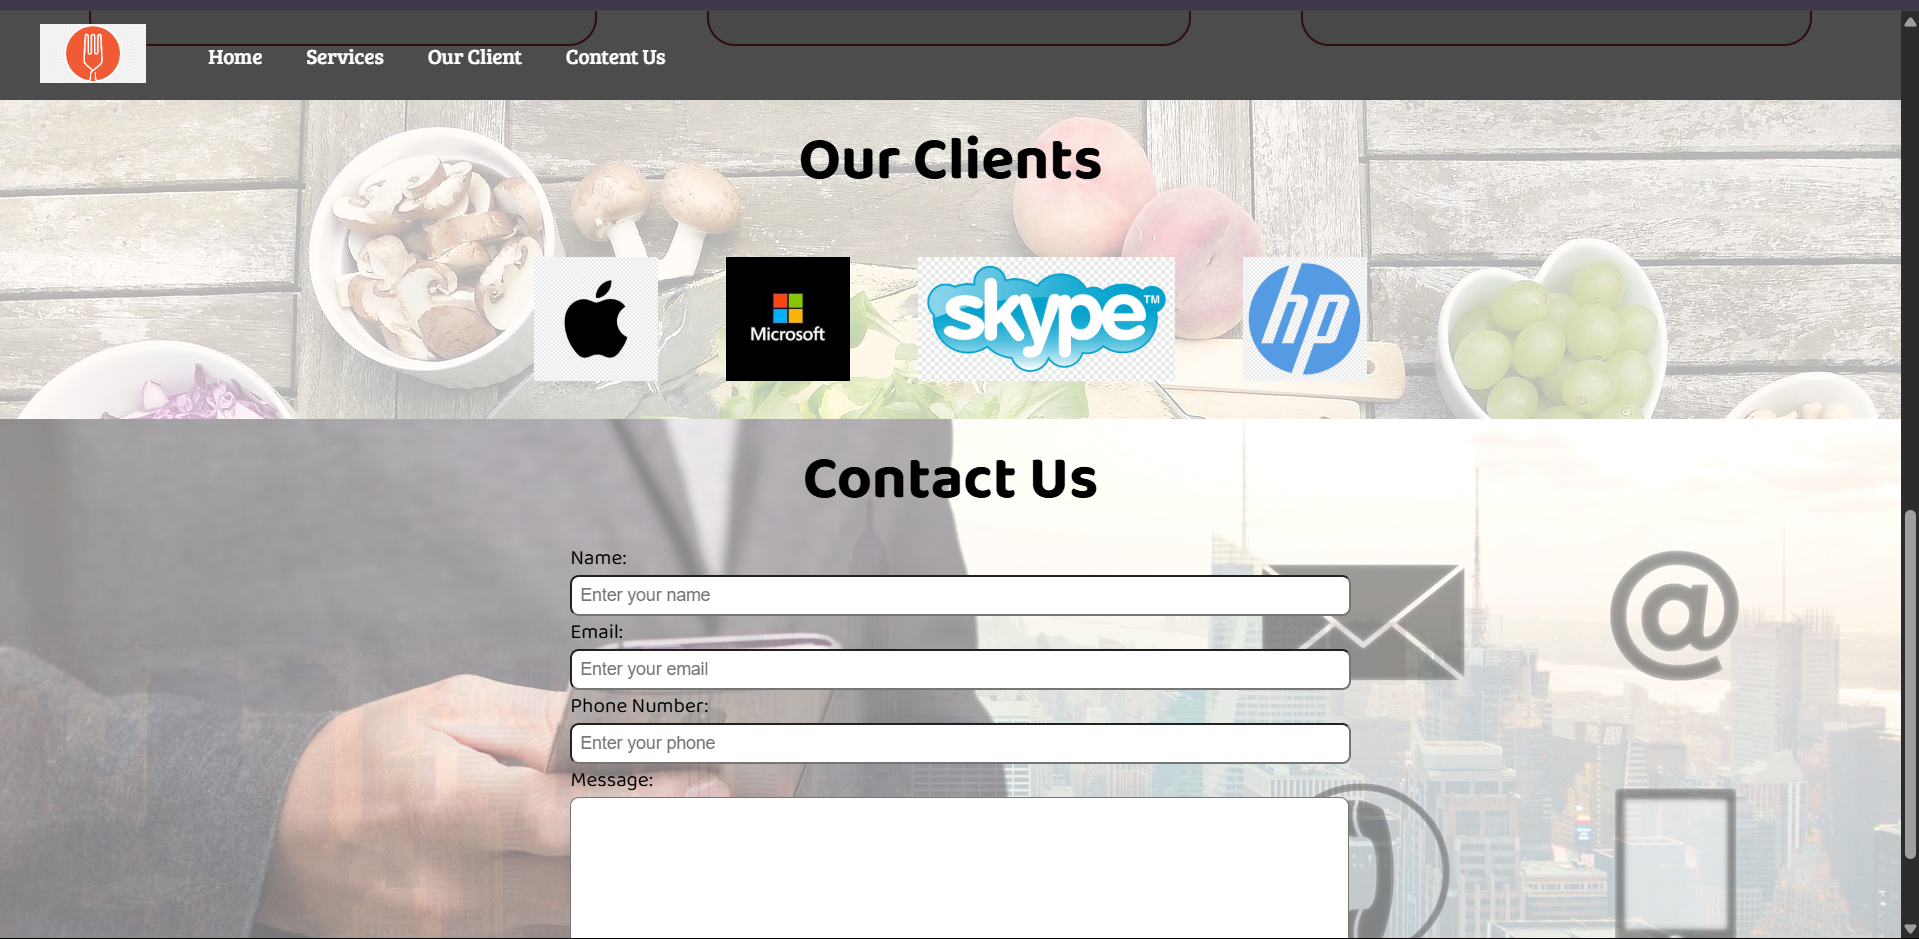 Home Services Our Client Content Us
Our Clients
Microsoft
skype™
hp
Contact Us
Name:
Enter your name
Email:
Enter your email
Phone Number:
Enter your phone
Message:
@